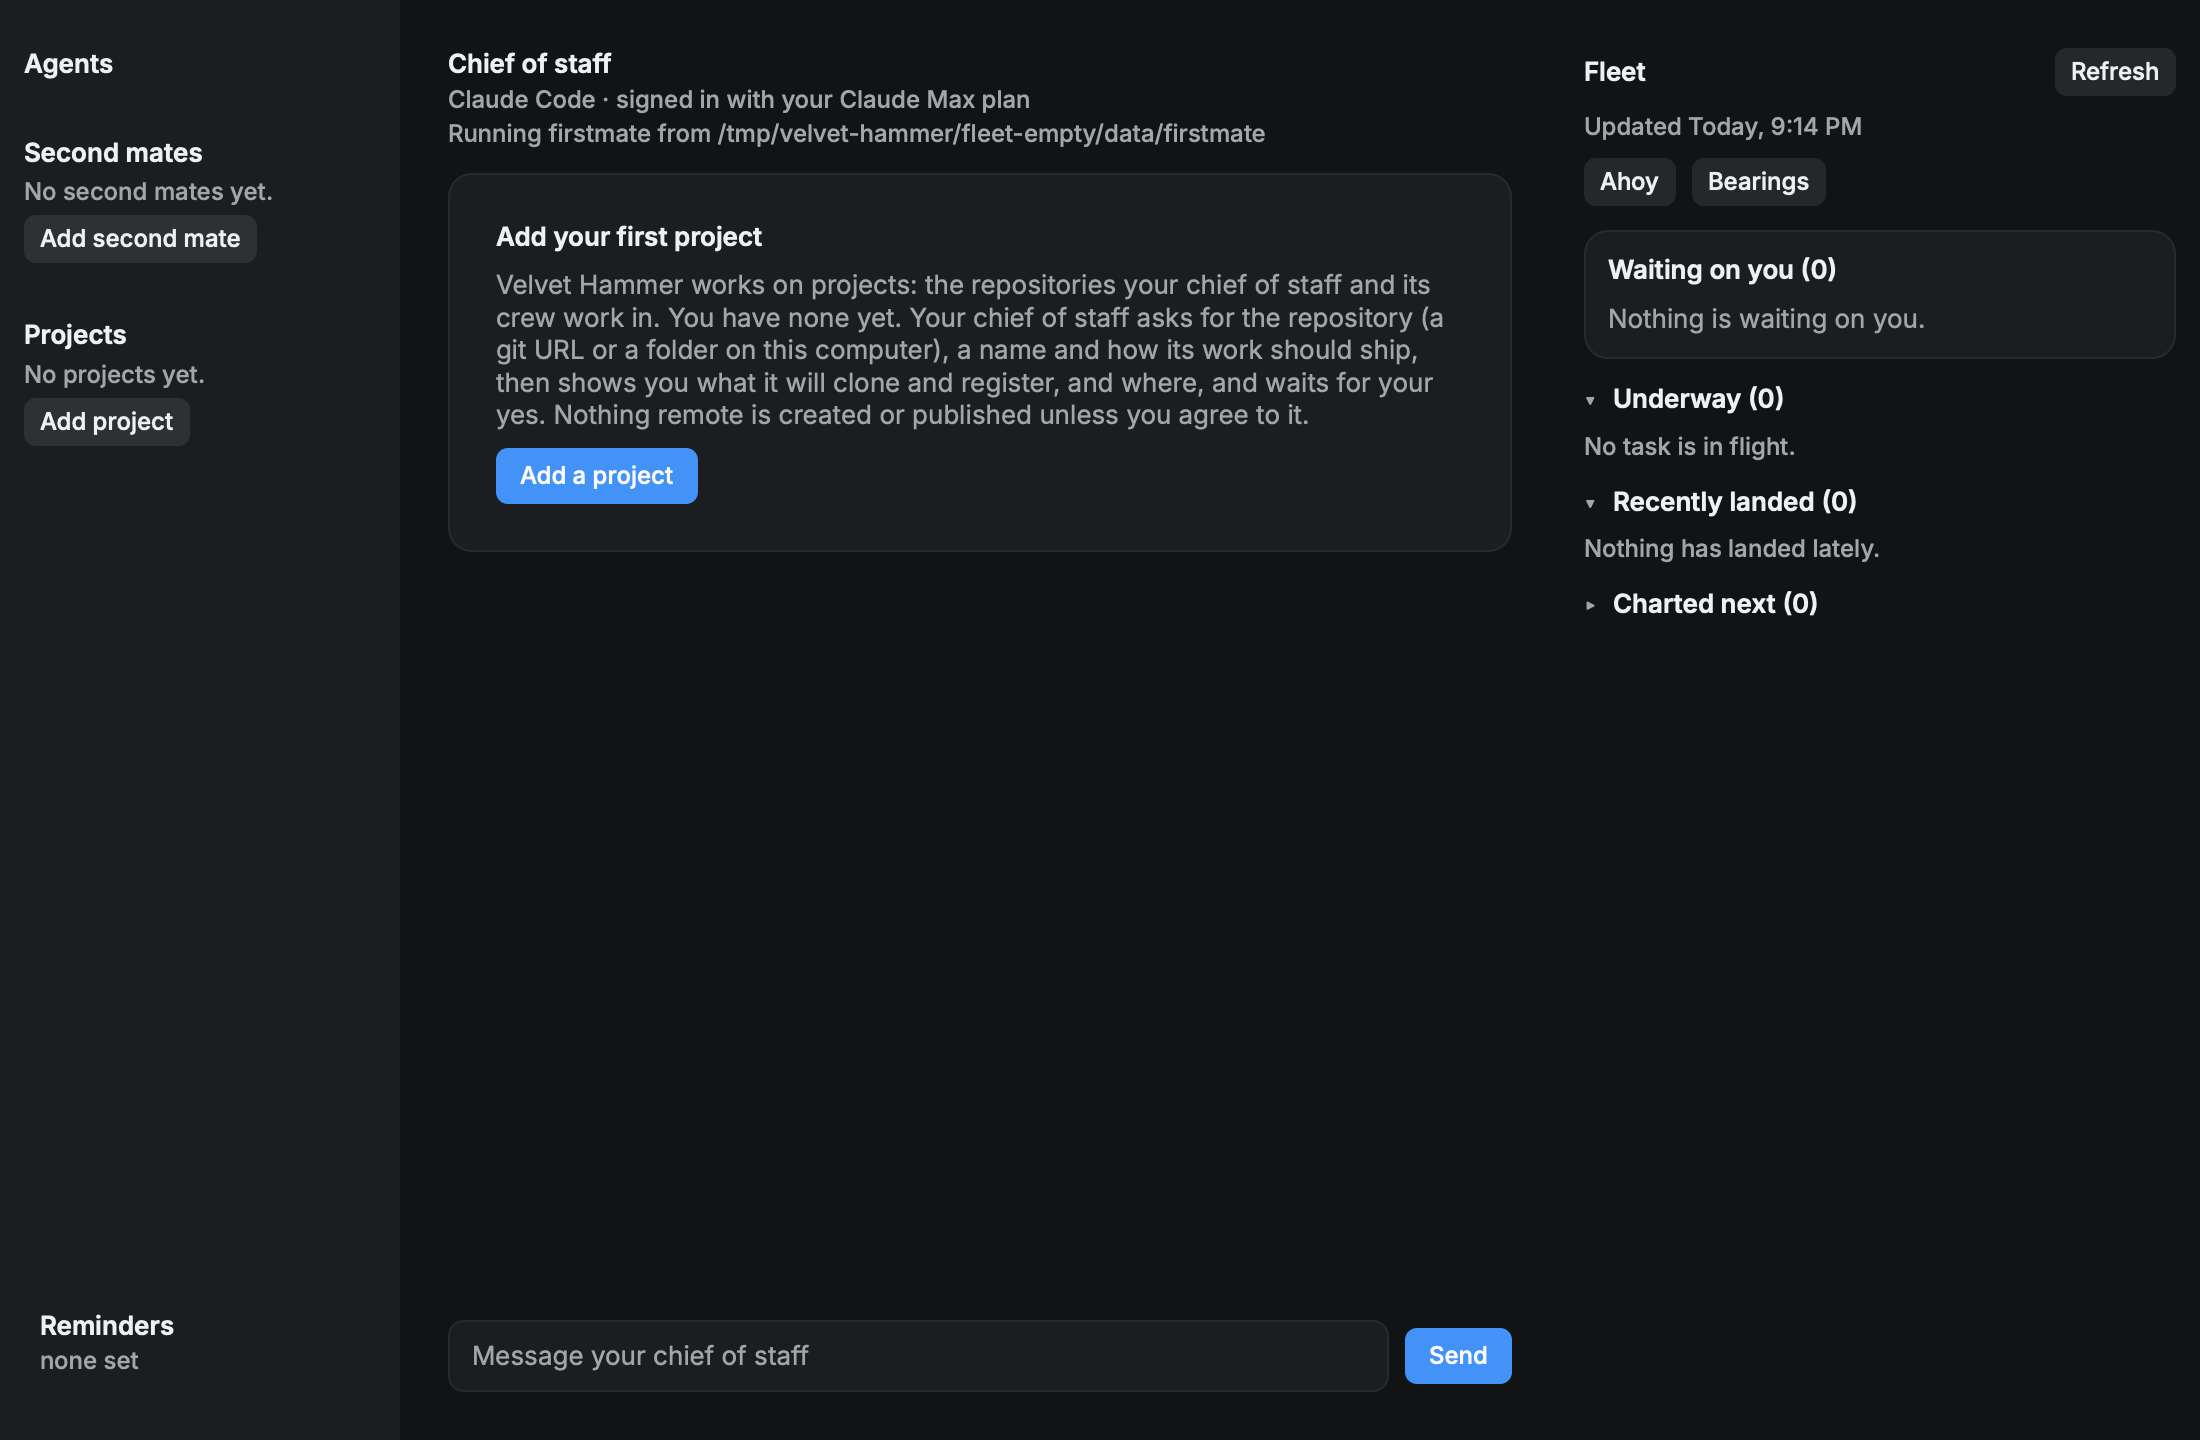 Agents
Second mates
No second mates yet.
Add second mate
Projects
No projects yet.
Add project
Reminders
none set
Chief of staff
Claude Code · signed in with your Claude Max plan
Running firstmate from /tmp/velvet-hammer/fleet-empty/data/firstmate
Add your first project
Velvet Hammer works on projects: the repositories your chief of staff and its
crew work in. You have none yet. Your chief of staff asks for the repository (a
git URL or a folder on this computer), a name and how its work should ship,
then shows you what it will clone and register, and where, and waits for your
yes. Nothing remote is created or published unless you agree to it.
Add a project
Message your chief of staff
Send
Fleet
Refresh
Updated Today, 9:14 PM
Ahoy
Bearings
Waiting on you (0)
Nothing is waiting on you.
Underway (0)
No task is in flight.
Recently landed (0)
Nothing has landed lately.
Charted next (0)